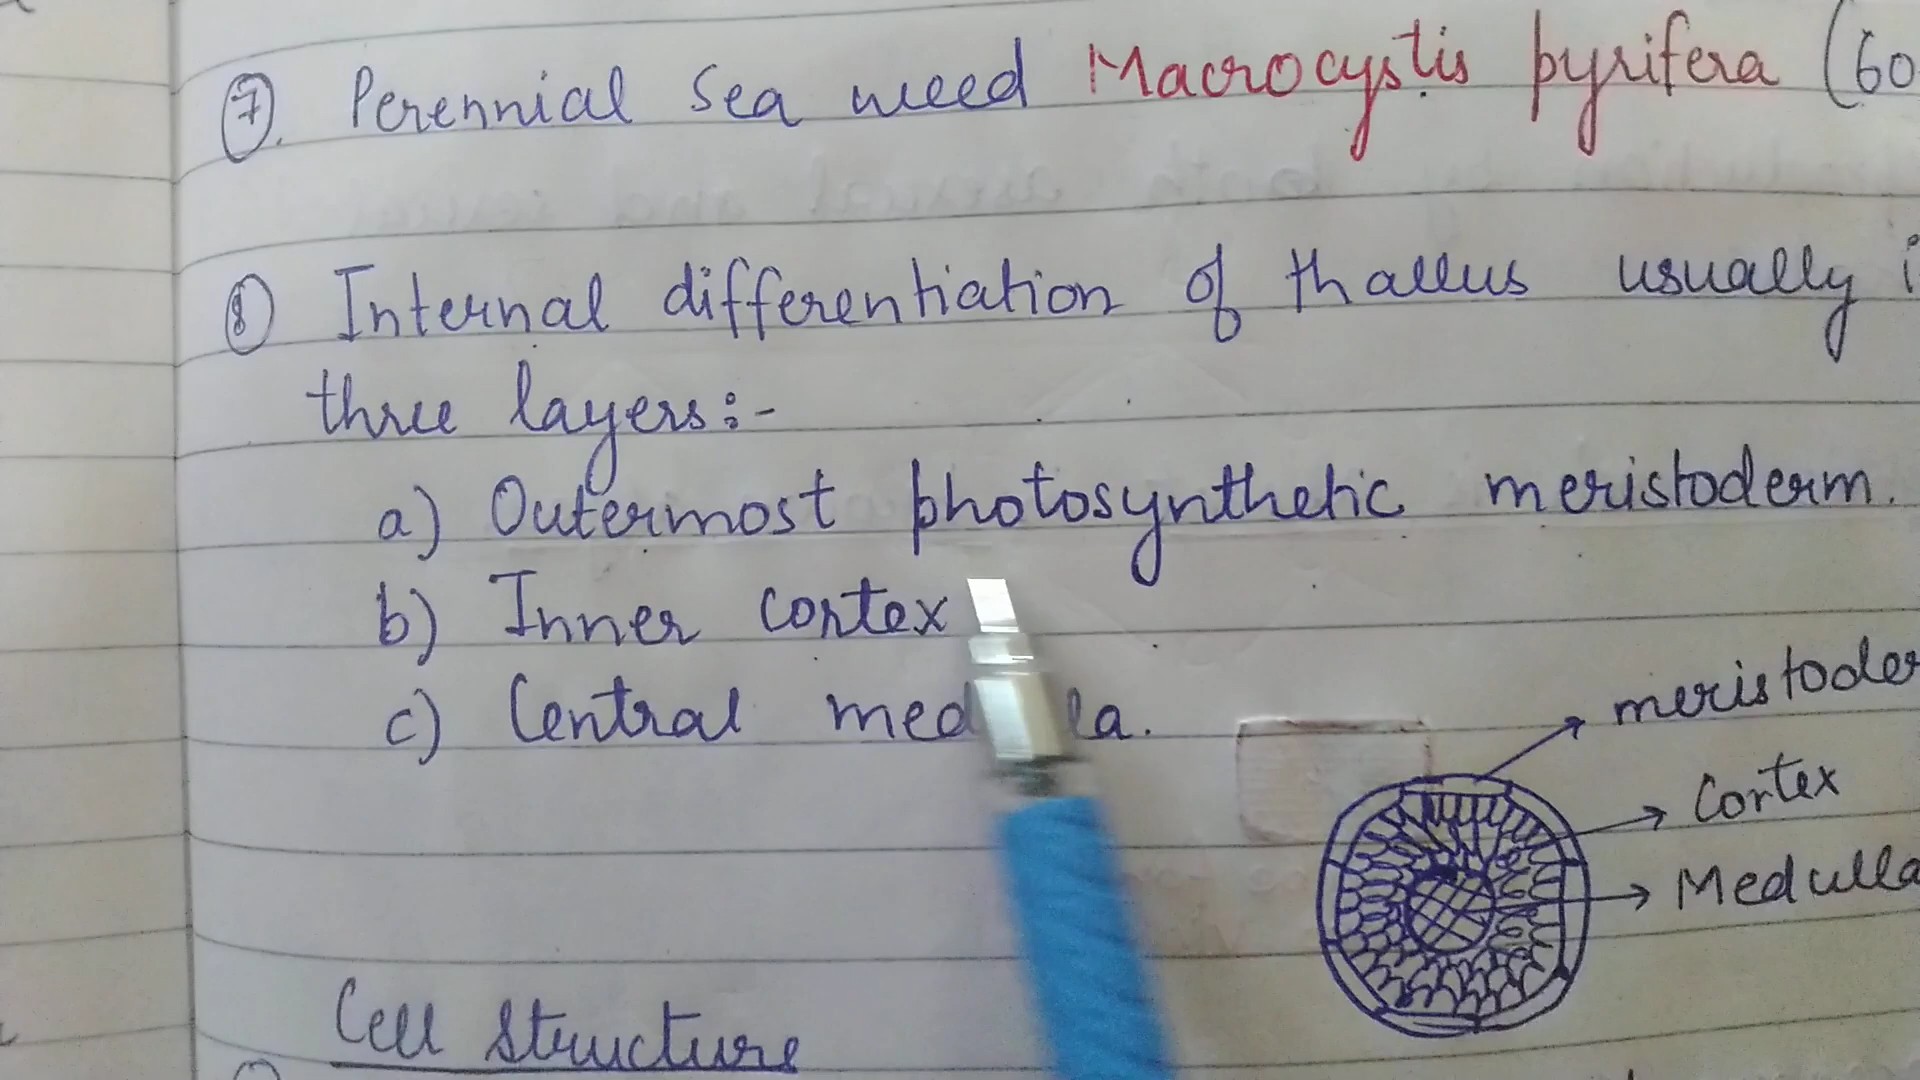 ⑦. Perennial Sea weed Macrocystis pyrifera (60
⑧ Internal differentiation of thallus usually i
three layers:-
a) Outermost photosynthetic meristoderm.
b) Inner cortex
c) Central med la.
meristoder
Cortex
Medulla
Cell structure